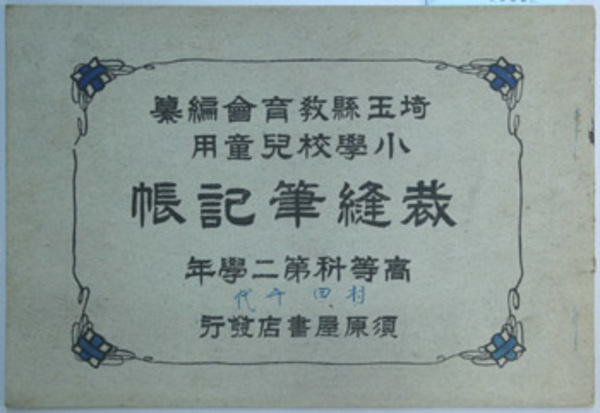 埼玉縣敎育會編纂
小學校兒童用
裁縫筆記帳
高等科第二學年
村田千代
須原屋書店發行